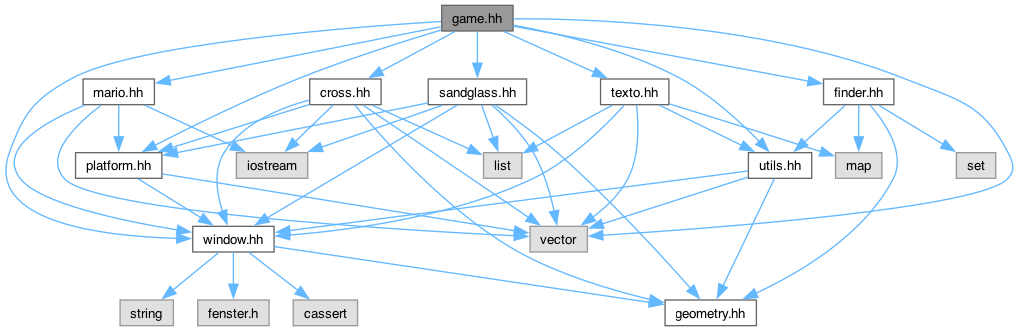 game.hh
mario.hh
cross.hh
sandglass.hh
texto.hh
finder.hh
platform.hh
iostream
list
utils.hh
map
set
window.hh
vector
string
fenster.h
cassert
geometry.hh